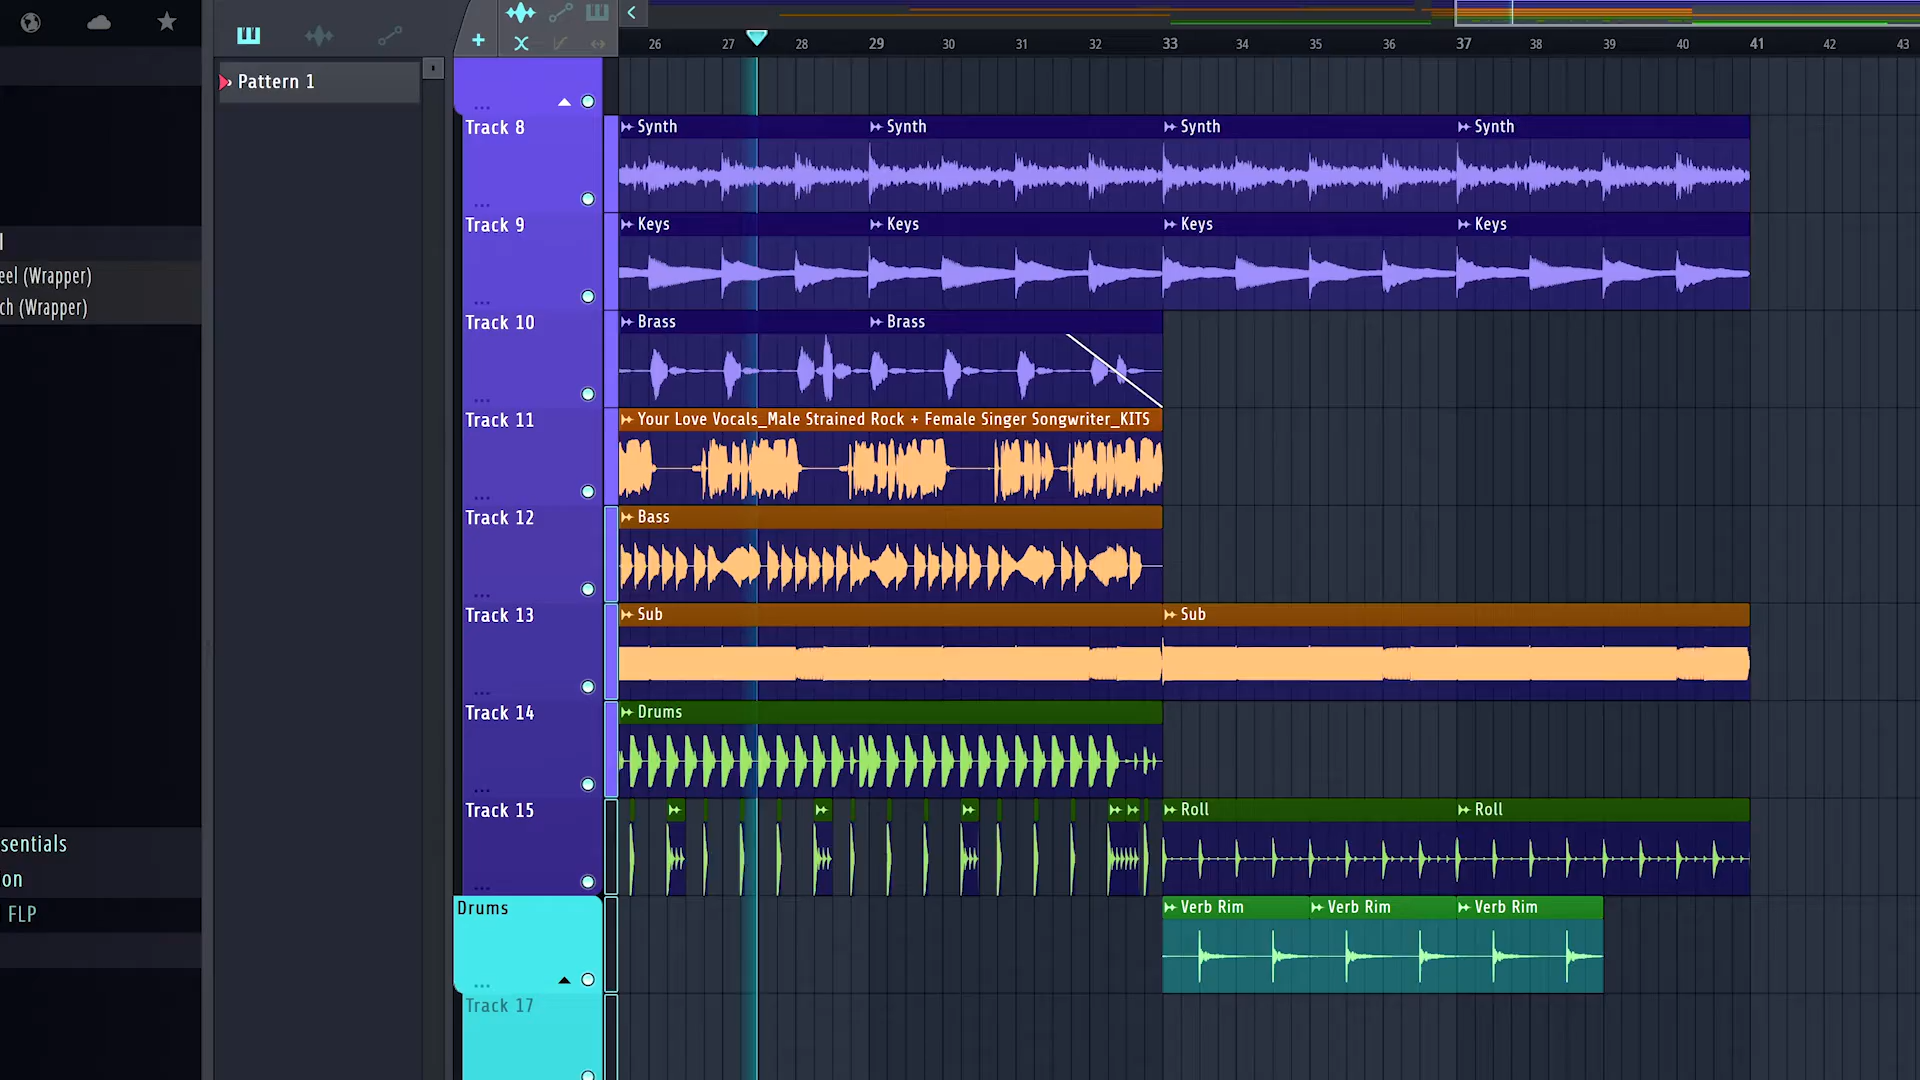 26 27 28 29 30 31 32 33 34 35 36 37 38 39 40 41 42 43
Pattern 1
Track 8
Synth Synth Synth Synth
Track 9
Keys Keys Keys Keys
eel (Wrapper)
ch (Wrapper)
Track 10
Brass Brass
Track 11
Your Love Vocals_Male Strained Rock + Female Singer Songwriter_KITS
Track 12
Bass
Track 13
Sub Sub
Track 14
Drums
Track 15
Roll Roll
sentials
on
FLP
Drums
Verb Rim Verb Rim Verb Rim
Track 17